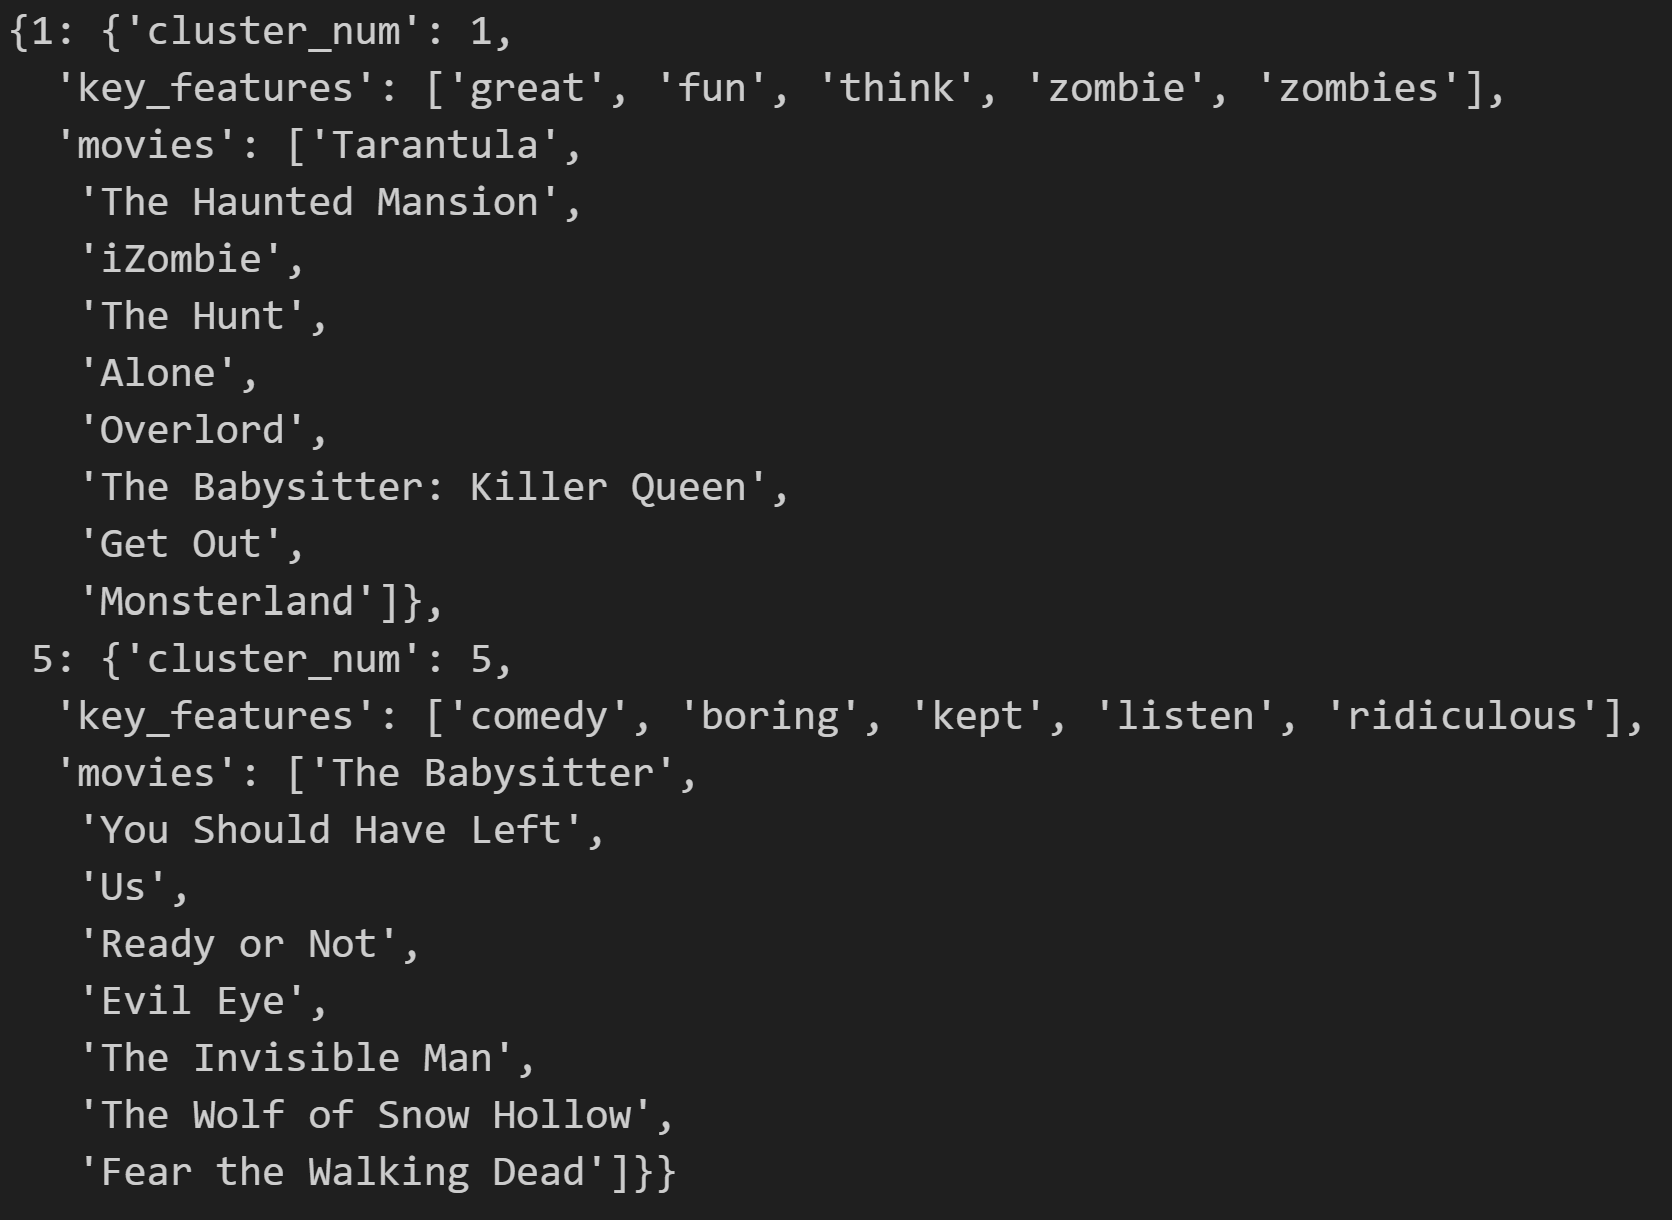 {1: {'cluster_num': 1,
  'key_features': ['great', 'fun', 'think', 'zombie', 'zombies'],
  'movies': ['Tarantula',
   'The Haunted Mansion',
   'iZombie',
   'The Hunt',
   'Alone',
   'Overlord',
   'The Babysitter: Killer Queen',
   'Get Out',
   'Monsterland']},
 5: {'cluster_num': 5,
  'key_features': ['comedy', 'boring', 'kept', 'listen', 'ridiculous'],
  'movies': ['The Babysitter',
   'You Should Have Left',
   'Us',
   'Ready or Not',
   'Evil Eye',
   'The Invisible Man',
   'The Wolf of Snow Hollow',
   'Fear the Walking Dead']}}